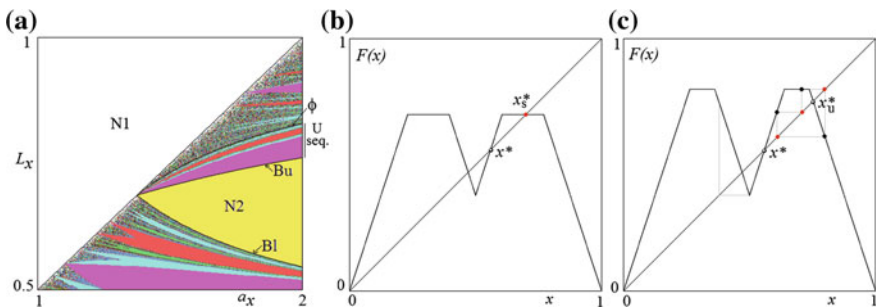 (a)
1
N1
ϕ
U
seq.
Lx
Bu
N2
Bl
0.5
1
ax
2
(b)
1
F(x)
x*s
x*
0
0
x
1
(c)
1
F(x)
x*u
x*
0
0
x
1